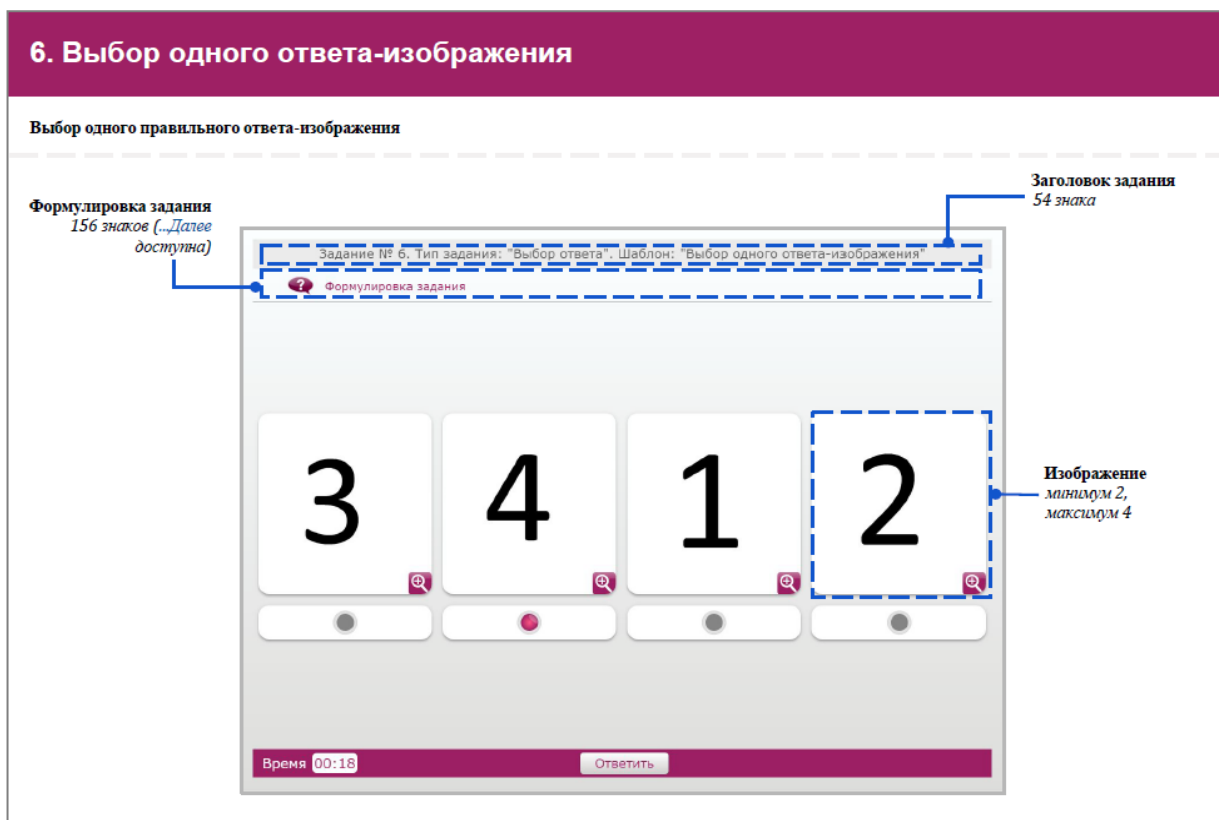 6. Выбор одного ответа-изображения
Выбор одного правильного ответа-изображения
Заголовок задания
54 знака
Формулировка задания
156 знаков (...Далее
доступна)
Задание № 6. Тип задания: "Выбор ответа". Шаблон: "Выбор одного ответа-изображения"
? Формулировка задания
3 4 1 2
Изображение
минимум 2,
максимум 4
Время 00:18 Ответить